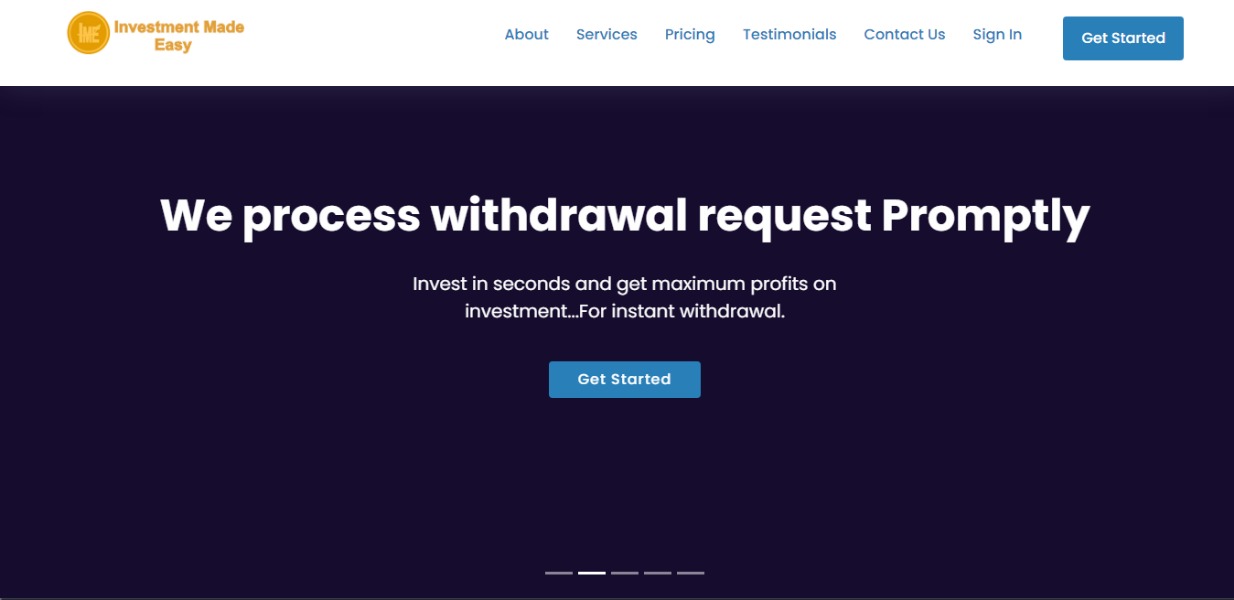 IME
Investment Made
Easy
About
Services
Pricing
Testimonials
Contact Us
Sign In
Get Started
We process withdrawal request Promptly
Invest in seconds and get maximum profits on
investment...For instant withdrawal.
Get Started